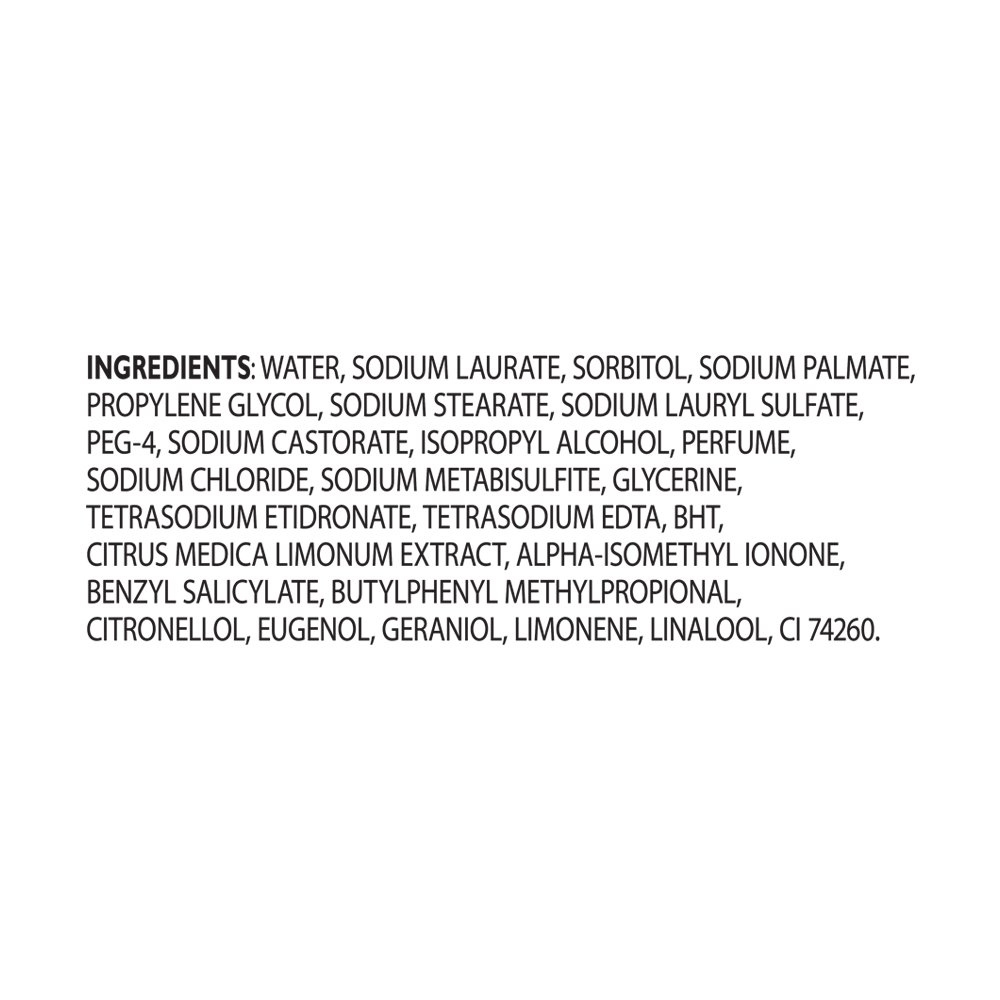 INGREDIENTS: WATER, SODIUM LAURATE, SORBITOL, SODIUM PALMATE,
PROPYLENE GLYCOL, SODIUM STEARATE, SODIUM LAURYL SULFATE,
PEG-4, SODIUM CASTORATE, ISOPROPYL ALCOHOL, PERFUME,
SODIUM CHLORIDE, SODIUM METABISULFITE, GLYCERINE,
TETRASODIUM ETIDRONATE, TETRASODIUM EDTA, BHT,
CITRUS MEDICA LIMONUM EXTRACT, ALPHA-ISOMETHYL IONONE,
BENZYL SALICYLATE, BUTYLPHENYL METHYLPROPIONAL,
CITRONELLOL, EUGENOL, GERANIOL, LIMONENE, LINALOOL, CI 74260.